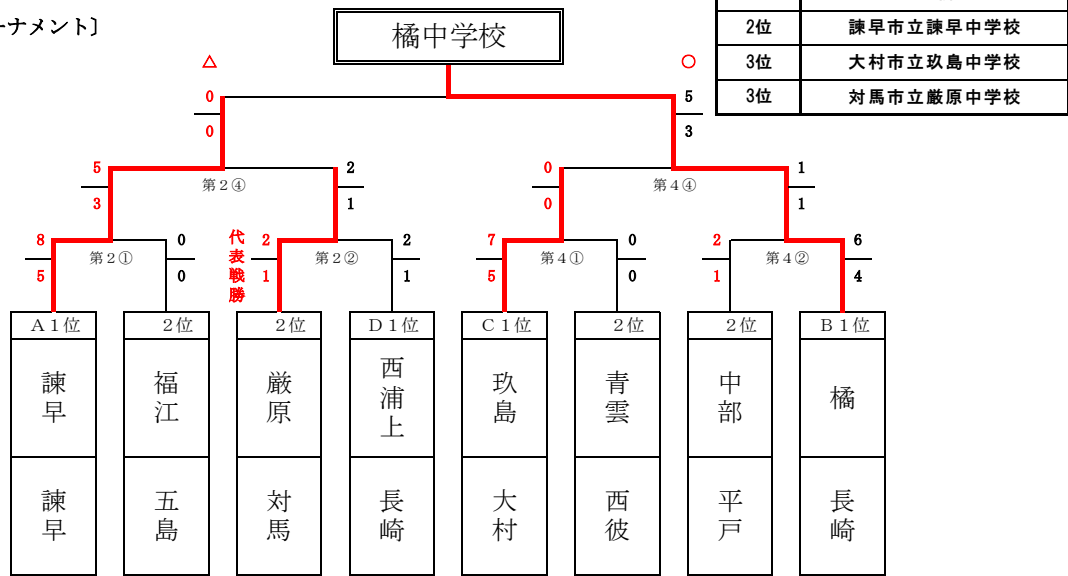 ーナメント〕
橘中学校
2位 諫早市立諫早中学校
3位 大村市立玖島中学校
3位 対馬市立厳原中学校
△ ○
0 5
0 3
5 2 0 1
第2④ 第4④
3 1 0 1
8 0 代表戦勝 2 2 7 0 2 6
第2① 第2② 第4① 第4②
5 0 1 1 5 0 1 4
A1位 2位 2位 D1位 C1位 2位 2位 B1位
諫早 福江 厳原 西浦上 玖島 青雲 中部 橘
諫早 五島 対馬 長崎 大村 西彼 平戸 長崎